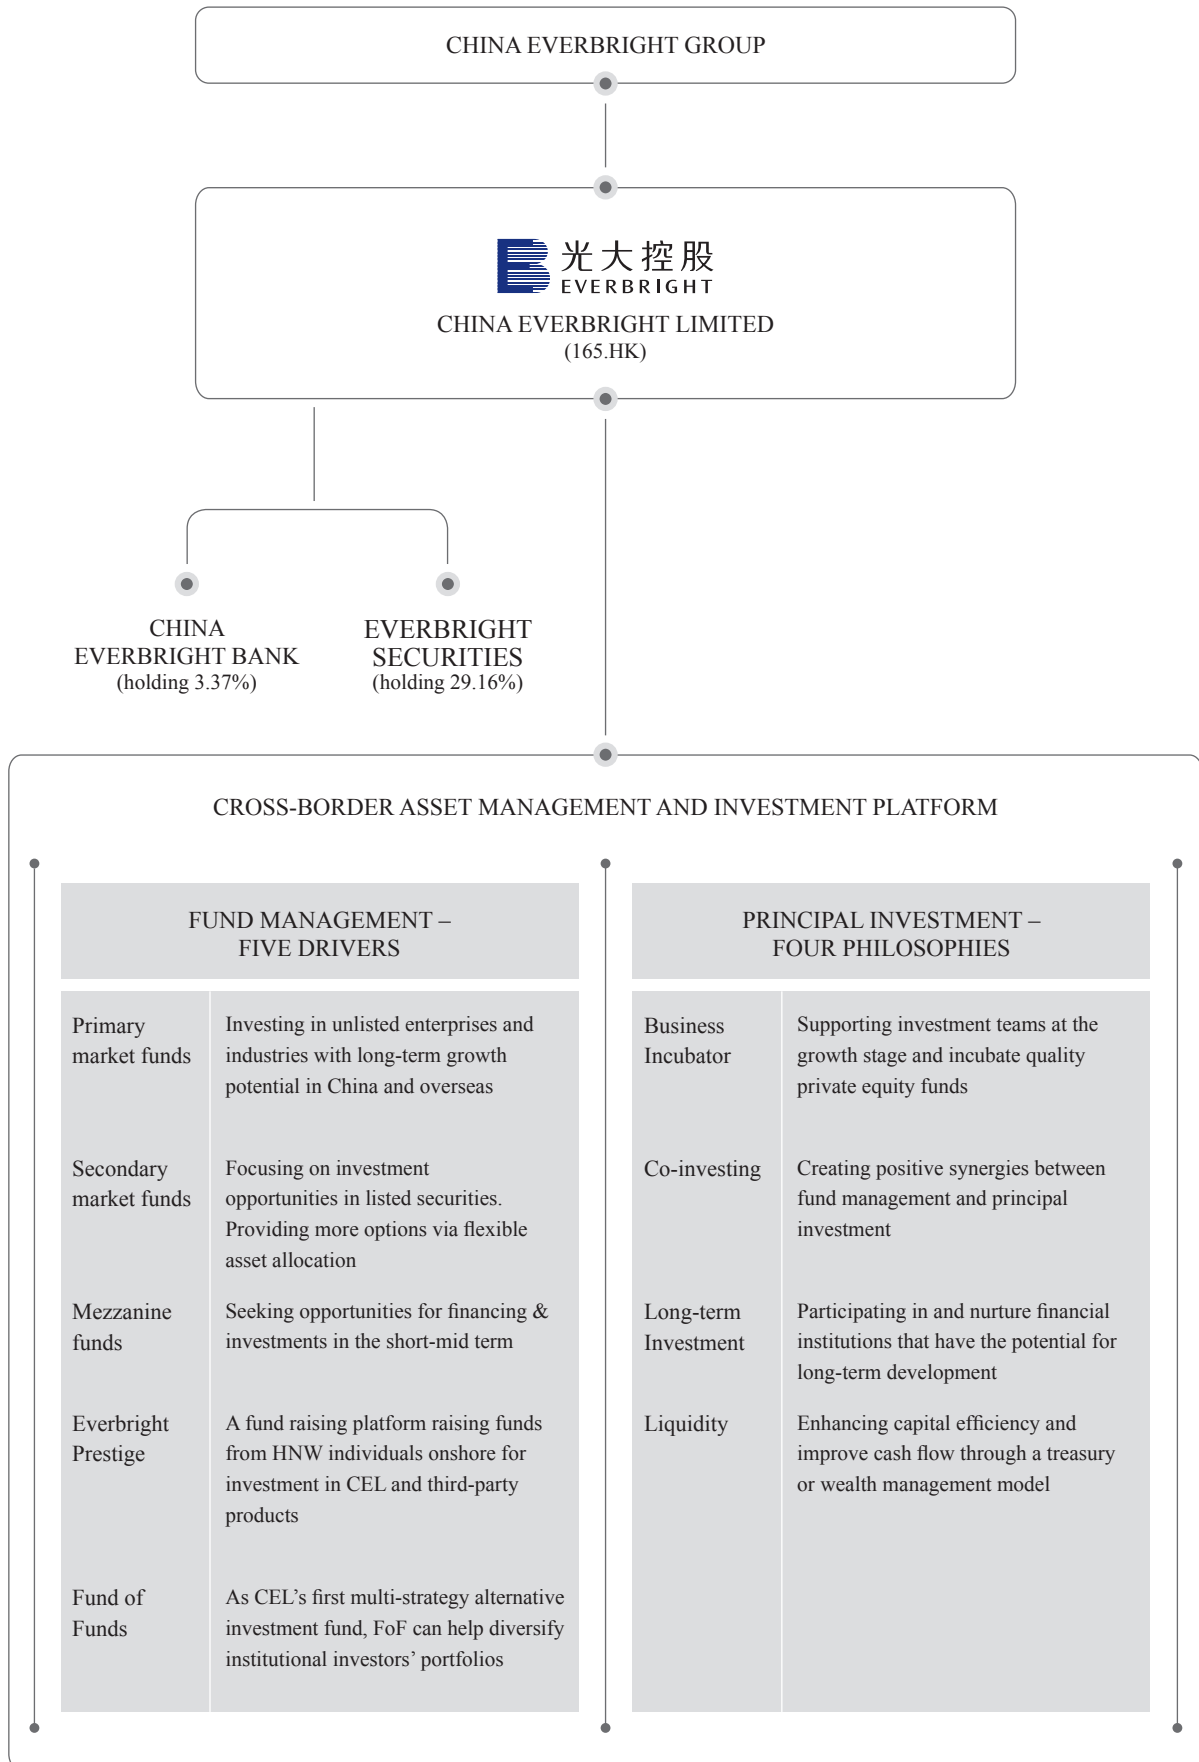 CHINA EVERBRIGHT GROUP
光大控股
EVERBRIGHT
CHINA EVERBRIGHT LIMITED
(165.HK)
CHINA
EVERBRIGHT BANK
(holding 3.37%)
EVERBRIGHT
SECURITIES
(holding 29.16%)
CROSS-BORDER ASSET MANAGEMENT AND INVESTMENT PLATFORM
FUND MANAGEMENT –
FIVE DRIVERS
Primary
market funds
Investing in unlisted enterprises and
industries with long-term growth
potential in China and overseas
Secondary
market funds
Focusing on investment
opportunities in listed securities.
Providing more options via flexible
asset allocation
Mezzanine
funds
Seeking opportunities for financing &
investments in the short-mid term
Everbright
Prestige
A fund raising platform raising funds
from HNW individuals onshore for
investment in CEL and third-party
products
Fund of
Funds
As CEL’s first multi-strategy alternative
investment fund, FoF can help diversify
institutional investors’ portfolios
PRINCIPAL INVESTMENT –
FOUR PHILOSOPHIES
Business
Incubator
Supporting investment teams at the
growth stage and incubate quality
private equity funds
Co-investing
Creating positive synergies between
fund management and principal
investment
Long-term
Investment
Participating in and nurture financial
institutions that have the potential for
long-term development
Liquidity
Enhancing capital efficiency and
improve cash flow through a treasury
or wealth management model